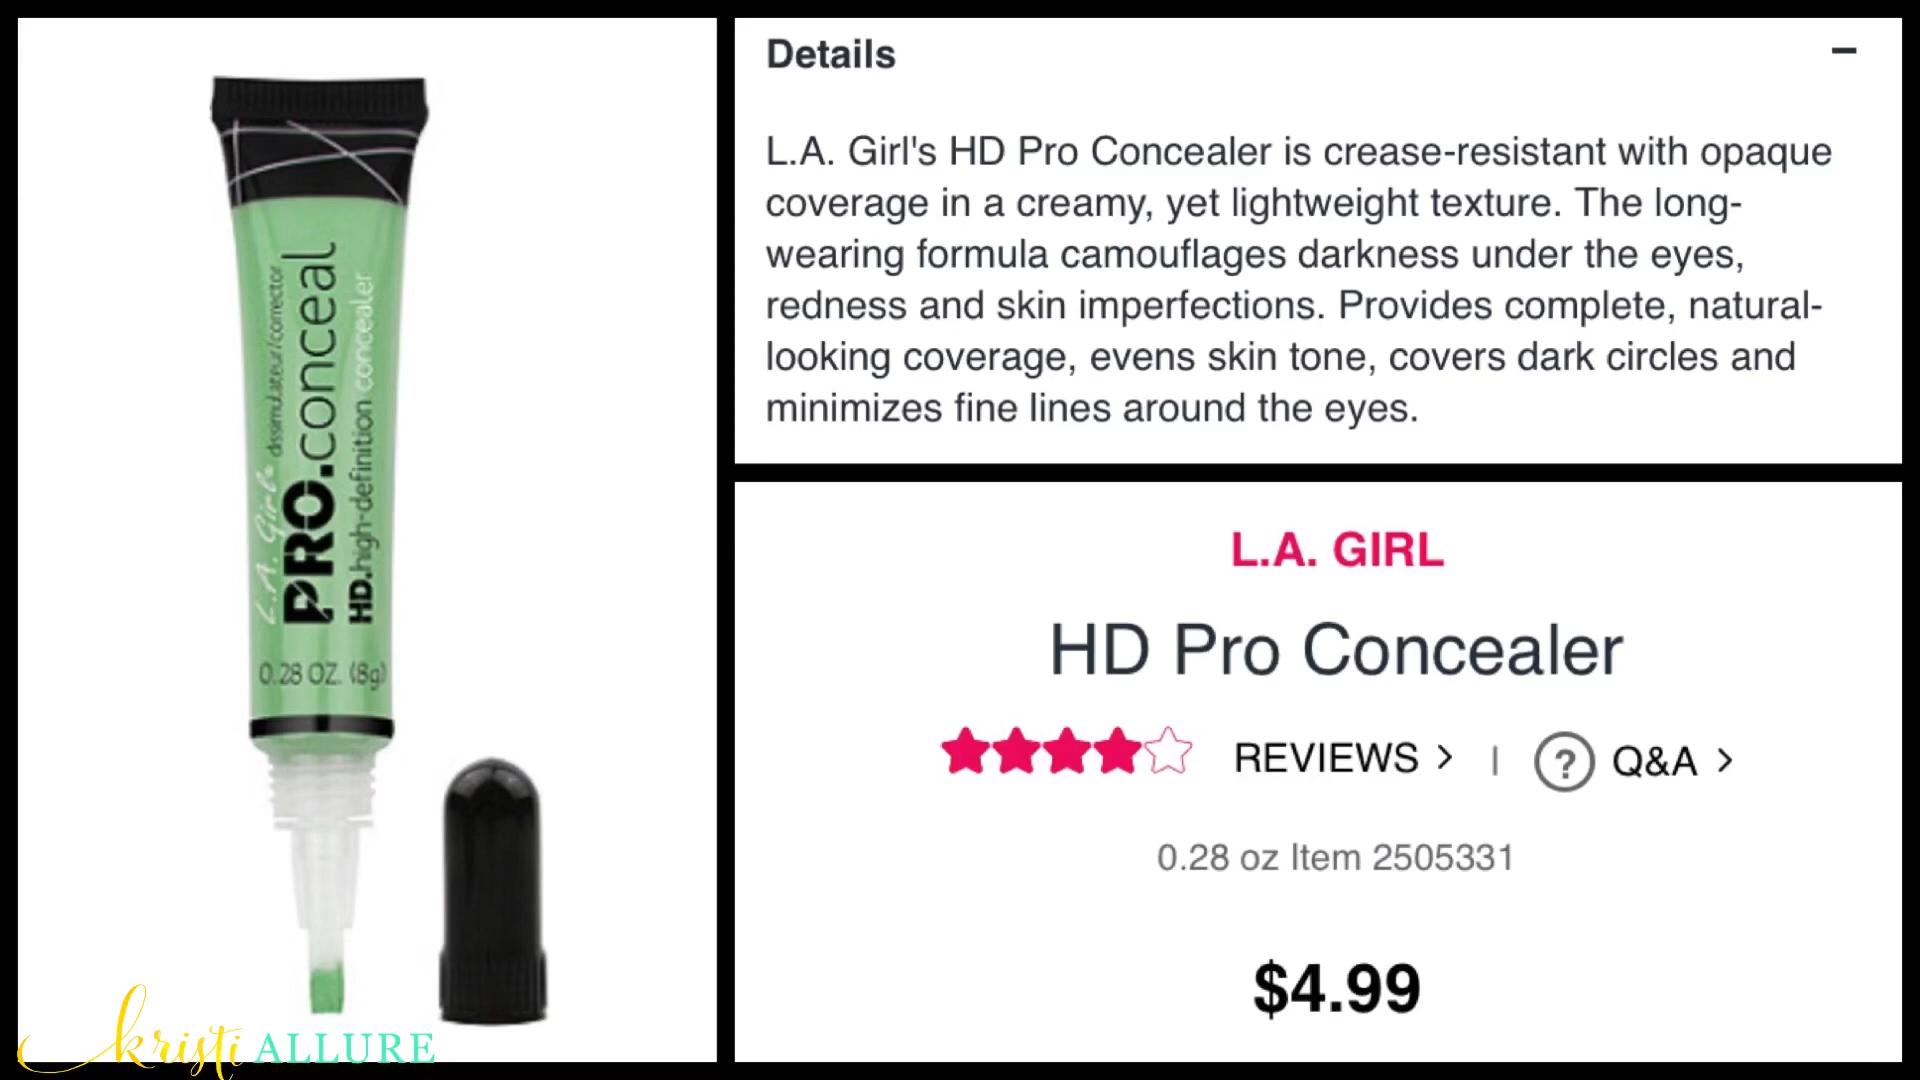 L.A. Girl
dissimulateur/corrector
PRO.conceal
HD.high-definition concealer
0.28 OZ. (8g)
kristi ALLURE
Details
L.A. Girl's HD Pro Concealer is crease-resistant with opaque
coverage in a creamy, yet lightweight texture. The long-
wearing formula camouflages darkness under the eyes,
redness and skin imperfections. Provides complete, natural-
looking coverage, evens skin tone, covers dark circles and
minimizes fine lines around the eyes.
L.A. GIRL
HD Pro Concealer
REVIEWS > | ? Q&A >
0.28 oz Item 2505331
$4.99